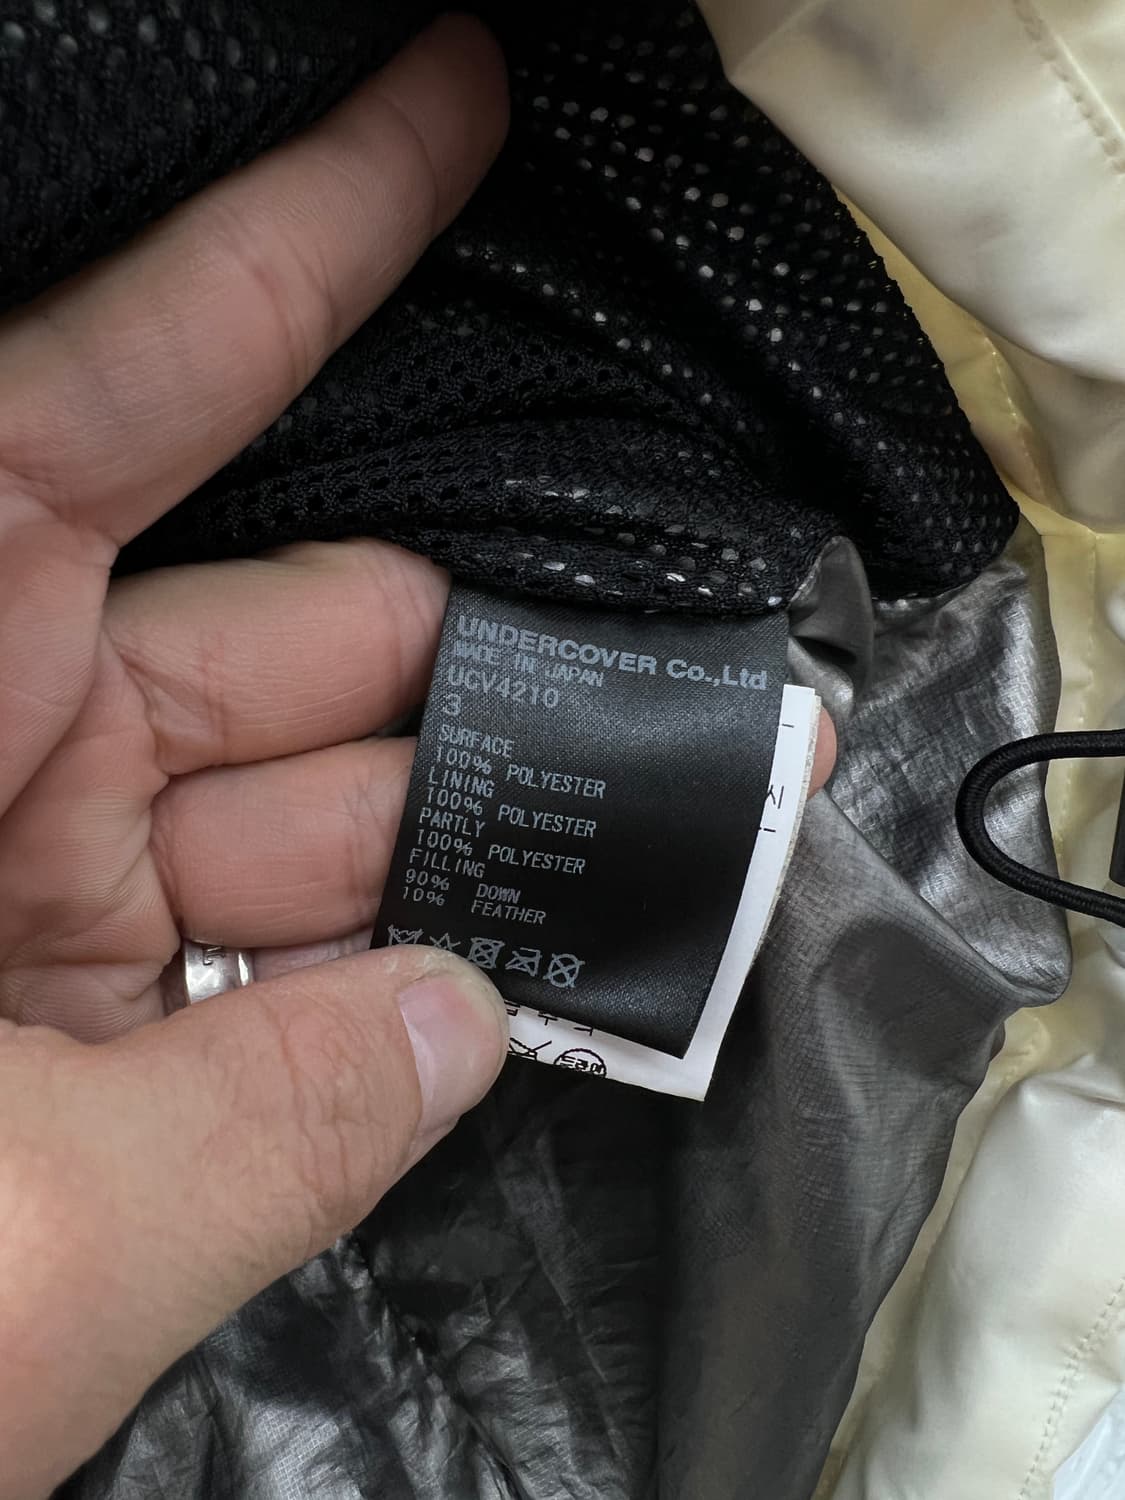 UNDERCOVER Co.,Ltd
MADE IN JAPAN
UCV4210
3
SURFACE
100% POLYESTER
LINING
100% POLYESTER
PARTLY
100% POLYESTER
FILLING
90% DOWN
10% FEATHER